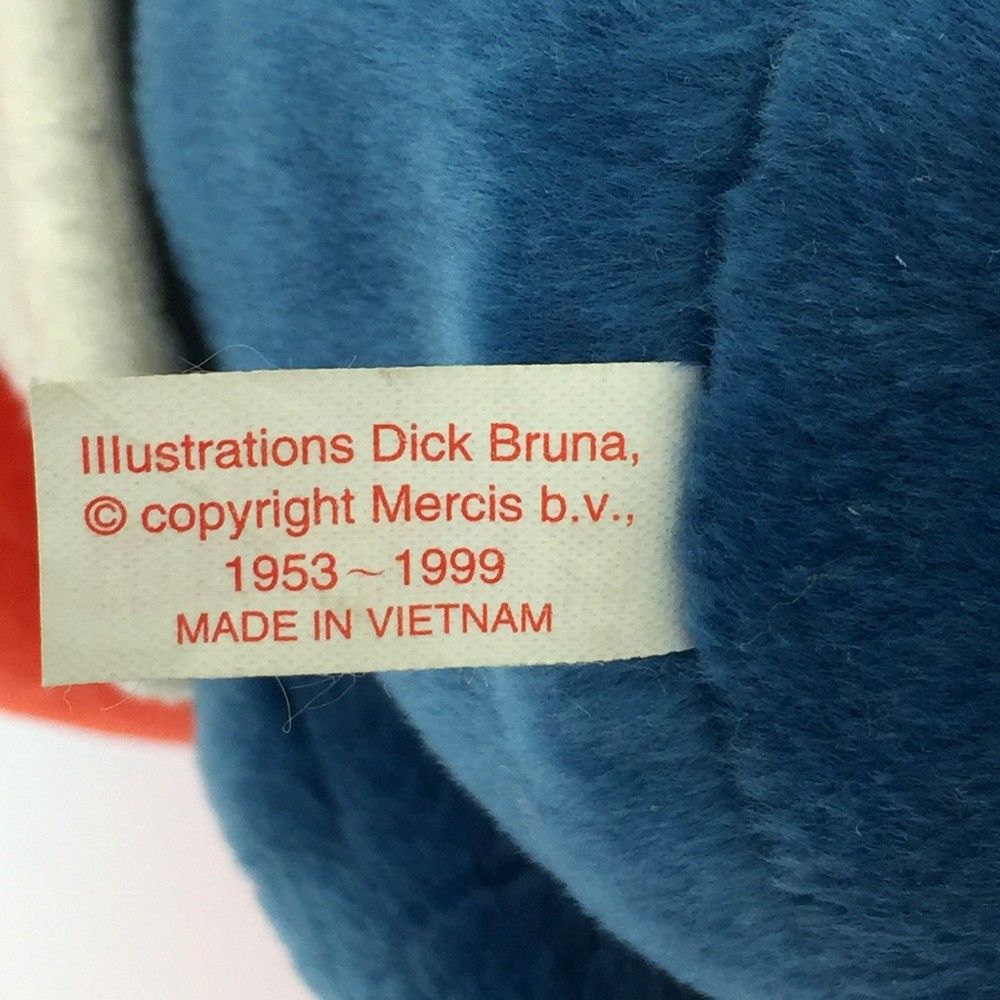 Illustrations Dick Bruna,
© copyright Mercis b.v.,
1953~1999
MADE IN VIETNAM